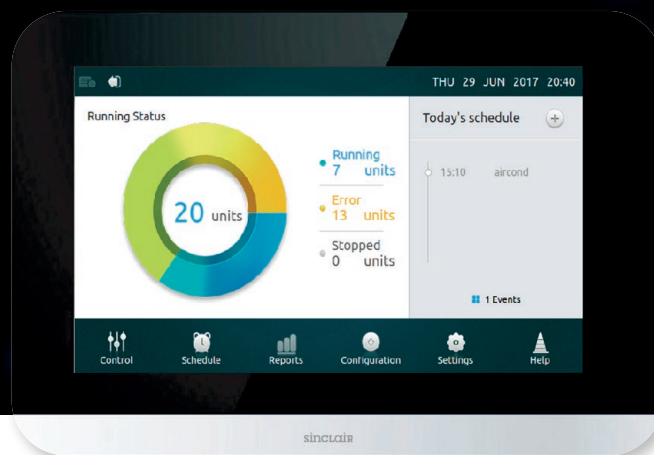 THU 29 JUN 2017 20:40
Running Status
20 units
Running
7 units
Error
13 units
Stopped
0 units
Today's schedule
15:10 aircond
1 Events
Control Schedule Reports Configuration Settings Help
sinclair